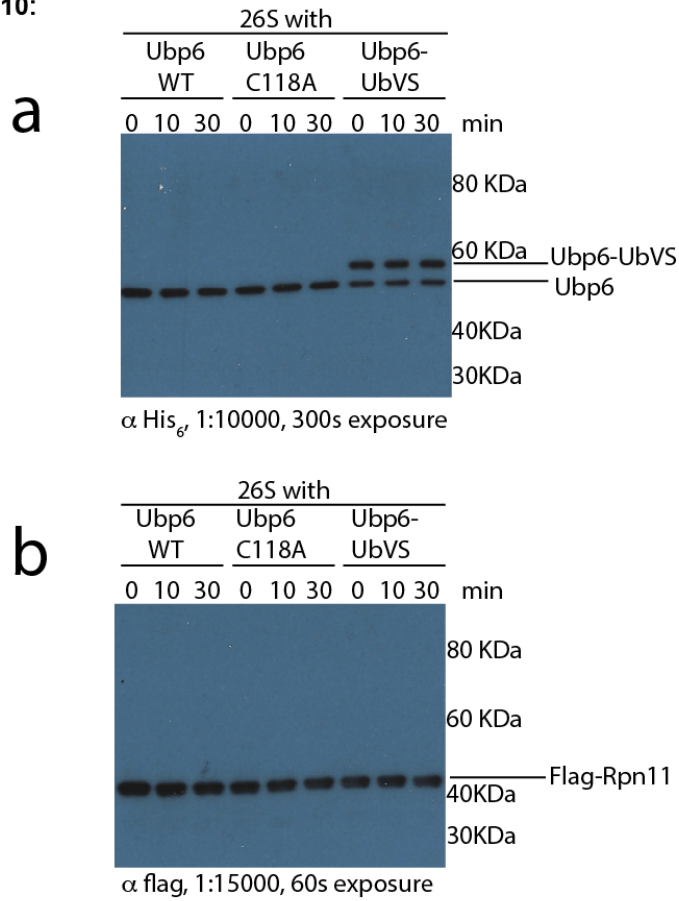 10:
26S with
Ubp6 Ubp6 Ubp6-
WT C118A UbVS
a
0 10 30 0 10 30 0 10 30 min
80 KDa
60 KDa
Ubp6-UbVS
Ubp6
40KDa
30KDa
α His6, 1:10000, 300s exposure
26S with
Ubp6 Ubp6 Ubp6-
b
WT C118A UbVS
0 10 30 0 10 30 0 10 30 min
80 KDa
60 KDa
Flag-Rpn11
40KDa
30KDa
α flag, 1:15000, 60s exposure